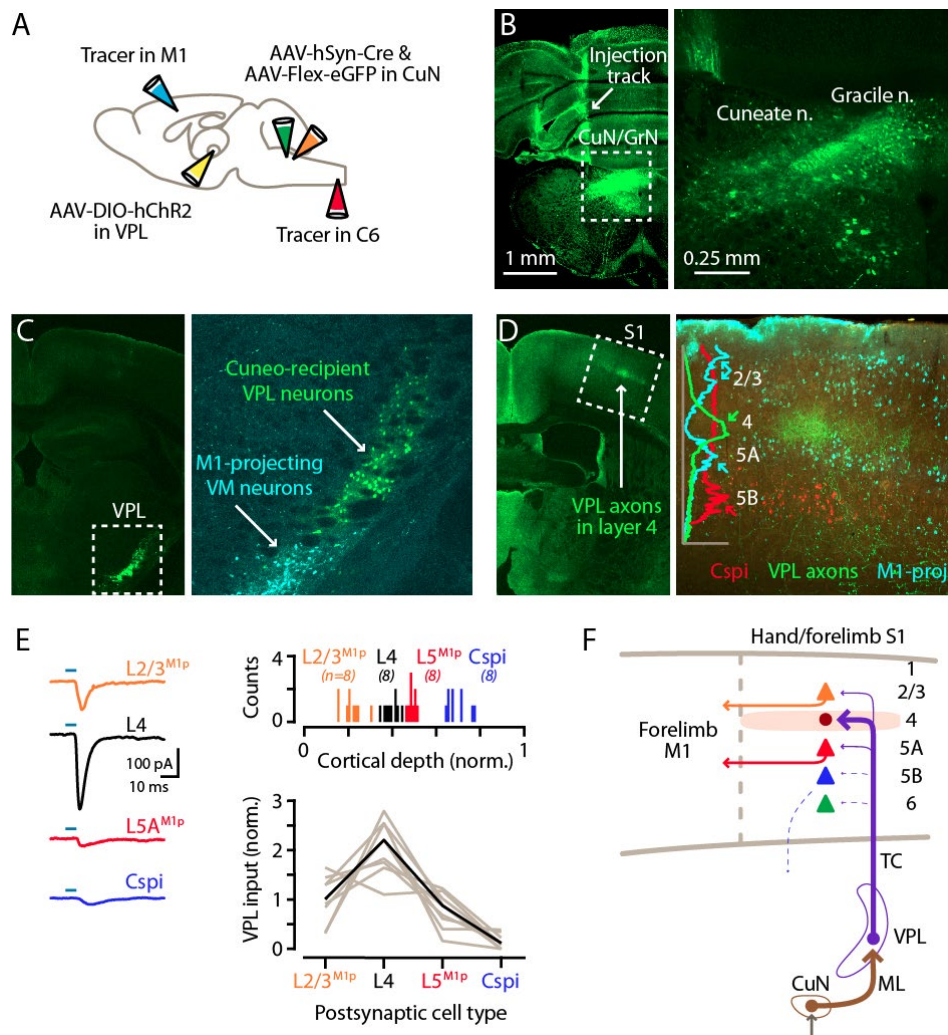 A
Tracer in M1
AAV-hSyn-Cre &
AAV-Flex-eGFP in CuN
AAV-DIO-hChR2
in VPL
Tracer in C6
B
Injection
track
CuN/GrN
1 mm
Cuneate n.
Gracile n.
0.25 mm
C
VPL
Cuneo-recipient
VPL neurons
M1-projecting
VM neurons
D
S1
VPL axons
in layer 4
2/3
4
5A
5B
Cspi
VPL axons
M1-proj
E
L2/3M1p
L4
100 pA
10 ms
L5AM1p
Cspi
L2/3M1p L4 L5M1p Cspi
(n=8) (8) (8) (8)
Counts
4
2
0
0 1
Cortical depth (norm.)
VPL input (norm.)
3
2
1
0
L2/3M1p L4 L5M1p Cspi
Postsynaptic cell type
F
Hand/forelimb S1
1
2/3
4
5A
5B
6
Forelimb
M1
TC
VPL
CuN
ML